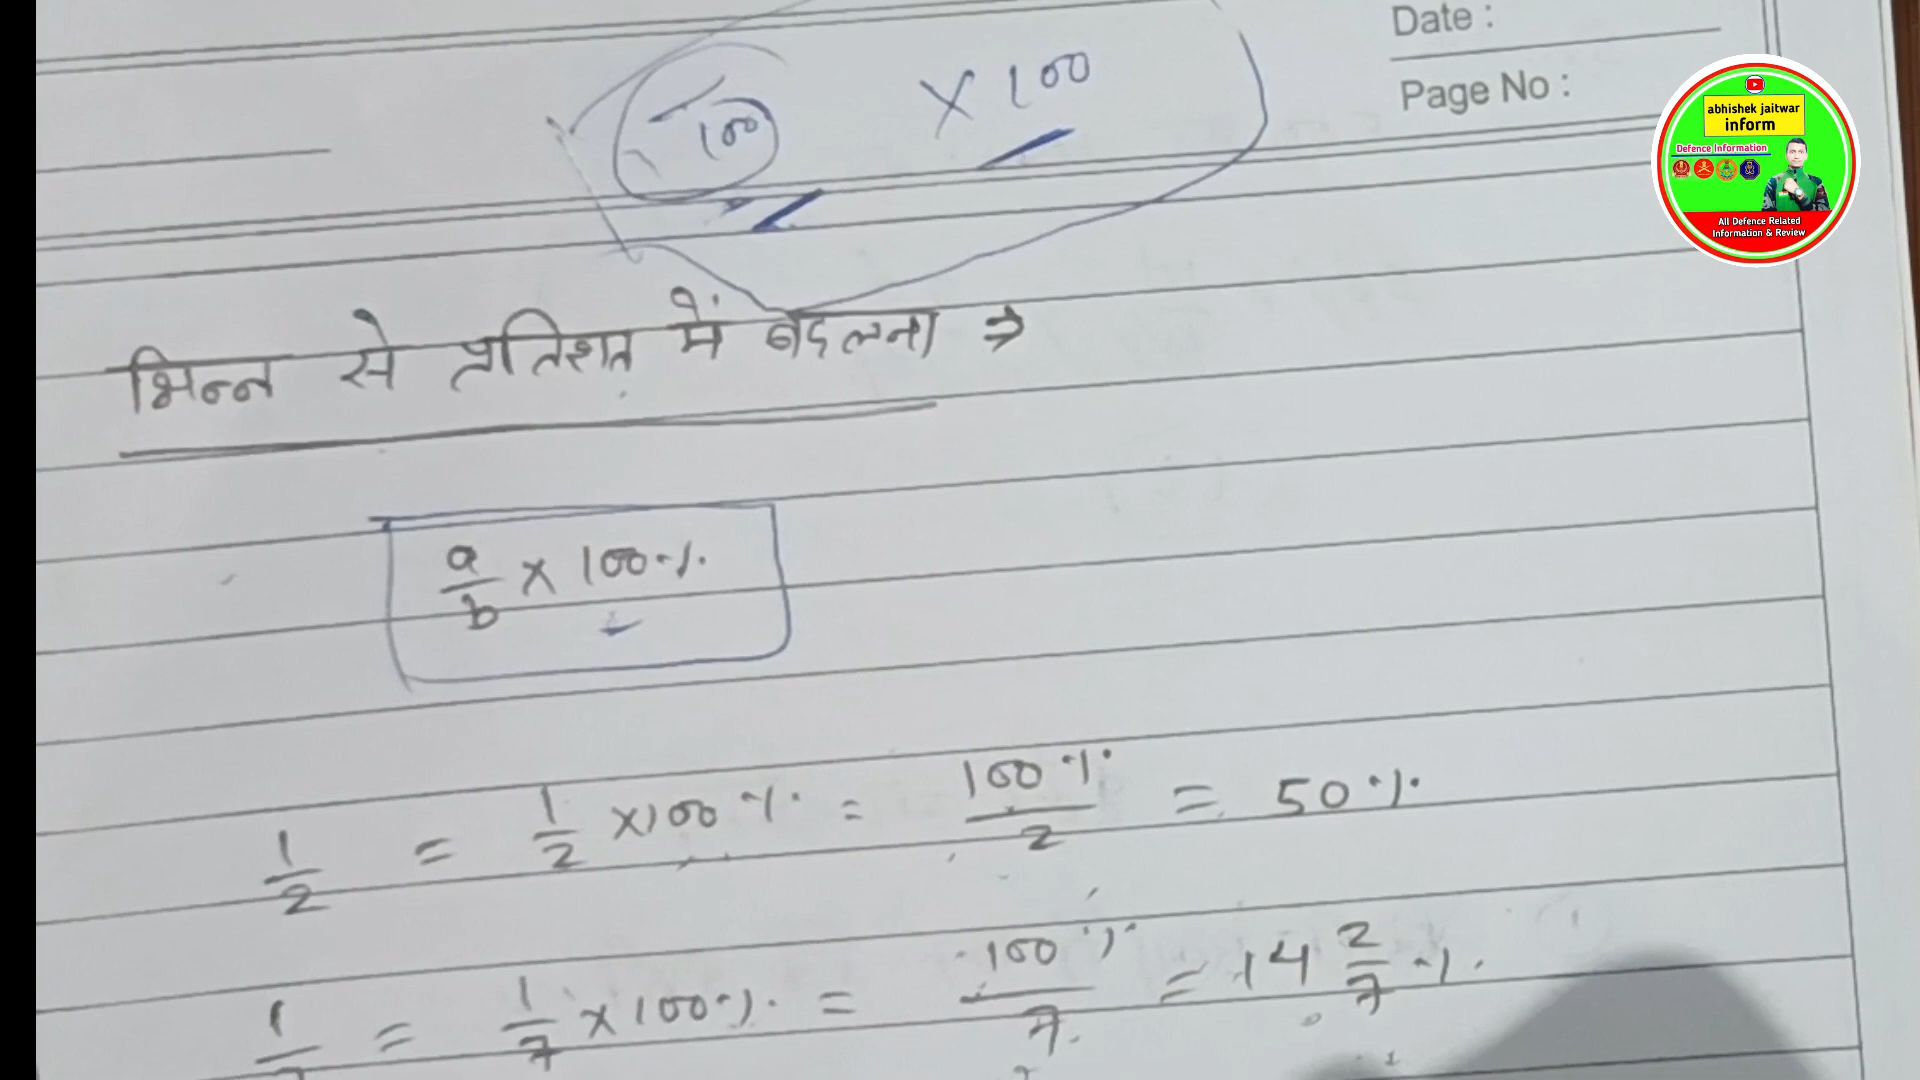 Date :
Page No :
100 × 100
abhishek jaitwar
inform
Defence Information
All Defence Related
Information & Review
भिन्न से प्रतिशत में बदलना ⇒
a/b × 100%
1/2 = 1/2 ×100% = 100%/2 = 50%
1/7 = 1/7 × 100% = 100%/7 = 14 2/7 %